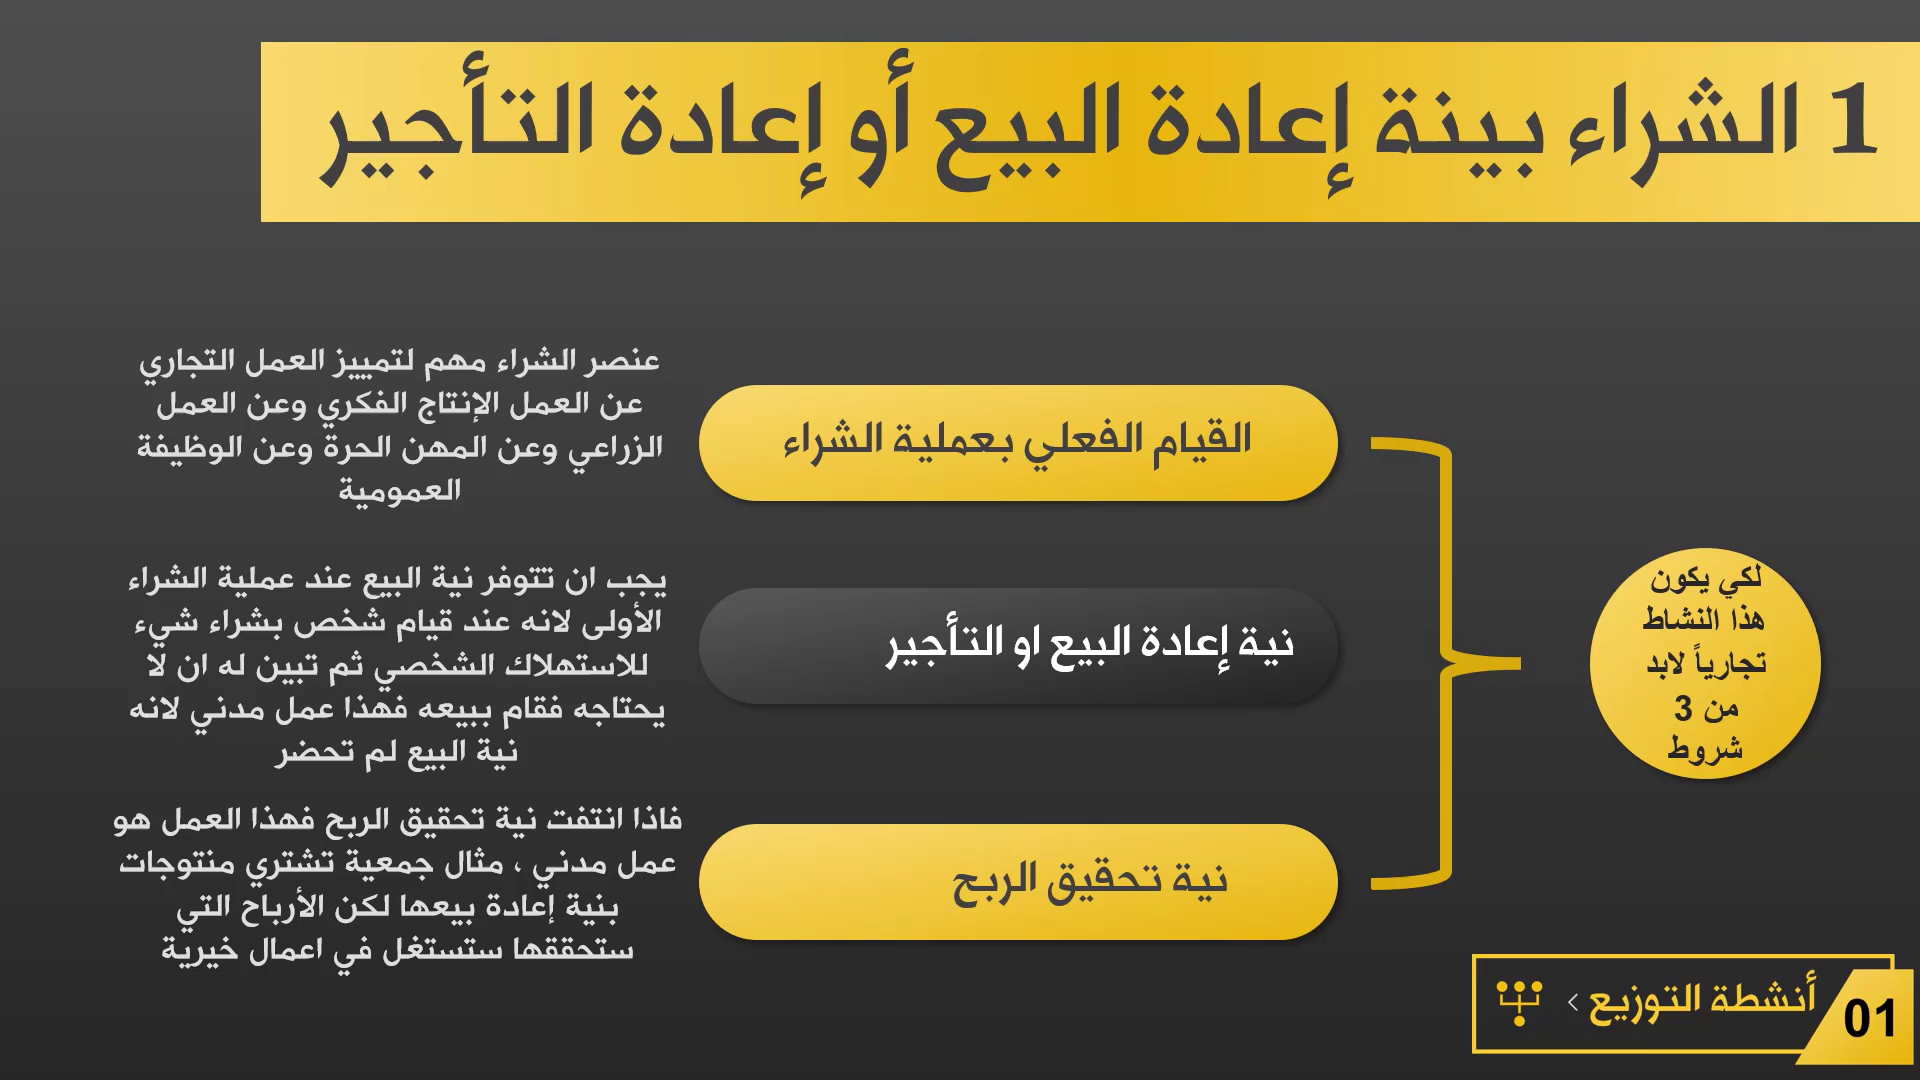 1 الشراء بينة إعادة البيع أو إعادة التأجير
لكي يكون
هذا النشاط
تجارياً لابد
من 3
شروط
القيام الفعلي بعملية الشراء
عنصر الشراء مهم لتمييز العمل التجاري
عن العمل الإنتاج الفكري وعن العمل
الزراعي وعن المهن الحرة وعن الوظيفة
العمومية
نية إعادة البيع او التأجير
يجب ان تتوفر نية البيع عند عملية الشراء
الأولى لانه عند قيام شخص بشراء شيء
للاستهلاك الشخصي ثم تبين له ان لا
يحتاجه فقام ببيعه فهذا عمل مدني لانه
نية البيع لم تحضر
نية تحقيق الربح
فاذا انتفت نية تحقيق الربح فهذا العمل هو
عمل مدني ، مثال جمعية تشتري منتوجات
بنية إعادة بيعها لكن الأرباح التي
ستحققها ستستغل في اعمال خيرية
01 أنشطة التوزيع >